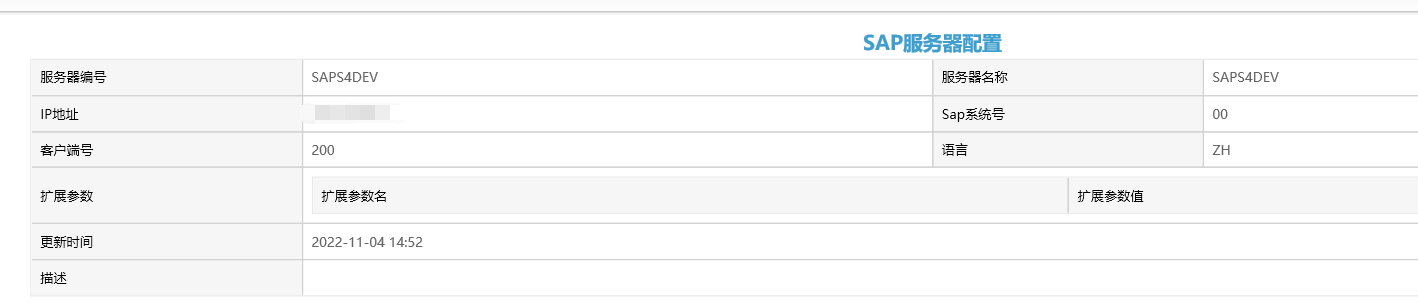 SAP服务器配置
服务器编号 SAPS4DEV 服务器名称 SAPS4DEV
IP地址 Sap系统号 00
客户端号 200 语言 ZH
扩展参数 扩展参数名 扩展参数值
更新时间 2022-11-04 14:52
描述